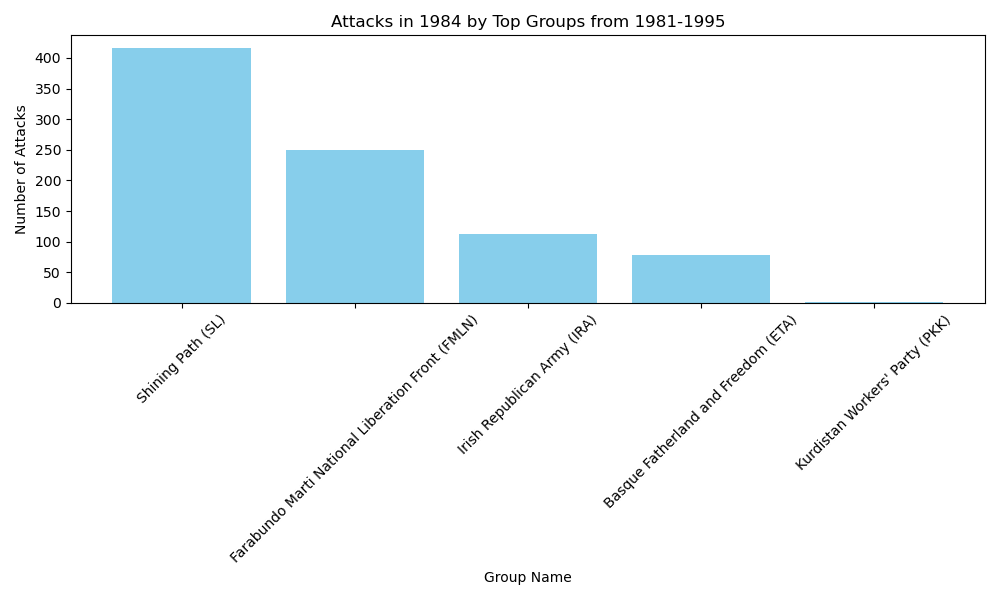 Attacks in 1984 by Top Groups from 1981-1995
Number of Attacks
400
350
300
250
200
150
100
50
0
Shining Path (SL)
Farabundo Marti National Liberation Front (FMLN)
Irish Republican Army (IRA)
Basque Fatherland and Freedom (ETA)
Kurdistan Workers' Party (PKK)
Group Name